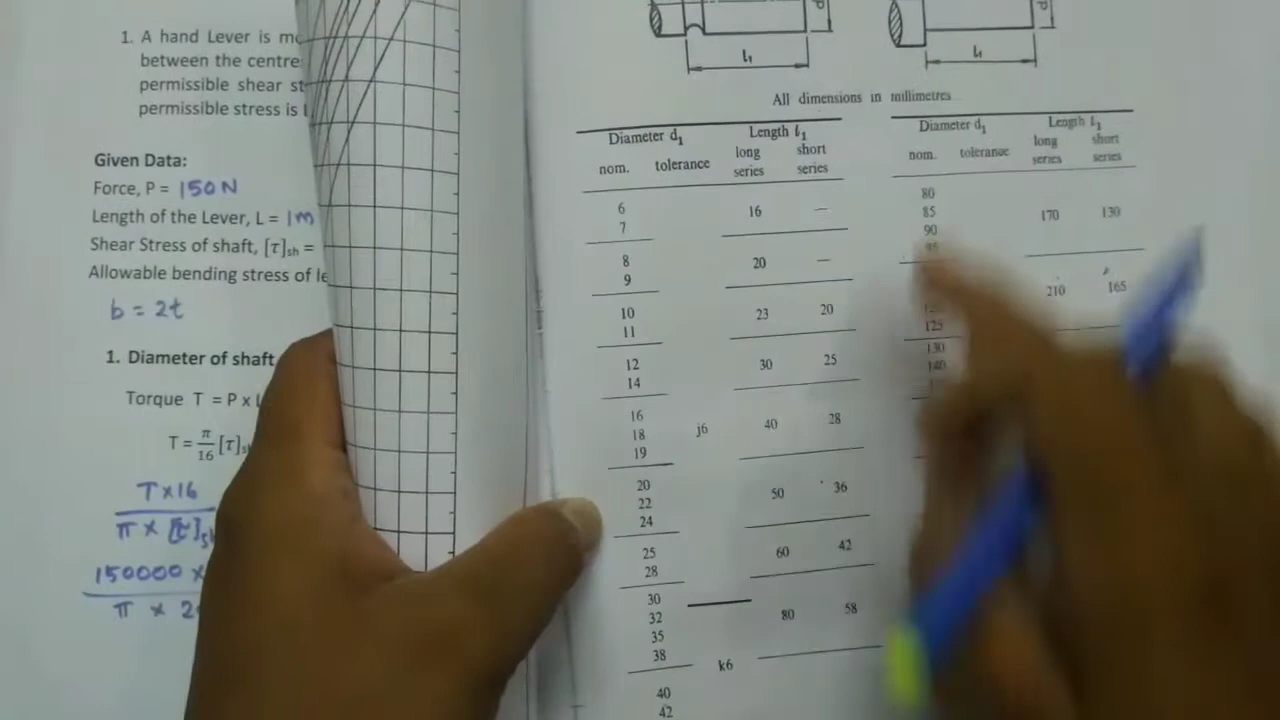 1. A hand Lever is
between the centre
permissible shear
permissible stress is
Given Data:
Force, P = 150 N
Length of the Lever, L = 1m
Shear Stress of shaft, [τ]sh =
Allowable bending stress of
b = 2t
1. Diameter of shaft
Torque T = P x L
T = π/16 [τ]
T × 16
π × [τ]sh
150000 ×
π ×
l₁
l₁
All dimensions in millimetres
Diameter d₁ Length l₁
nom. tolerance long series short series
6 16 —
7
8 20 —
9
10 23 20
11
12 30 25
14
16 j6 40 28
18
19
20 50 36
22
24
25 60 42
28
30 80 58
32
35
38 k6
40
42
Diameter d₁ Length l₁
nom. tolerance long series short series
80
85 170 130
90
95
210 165
125
130
140